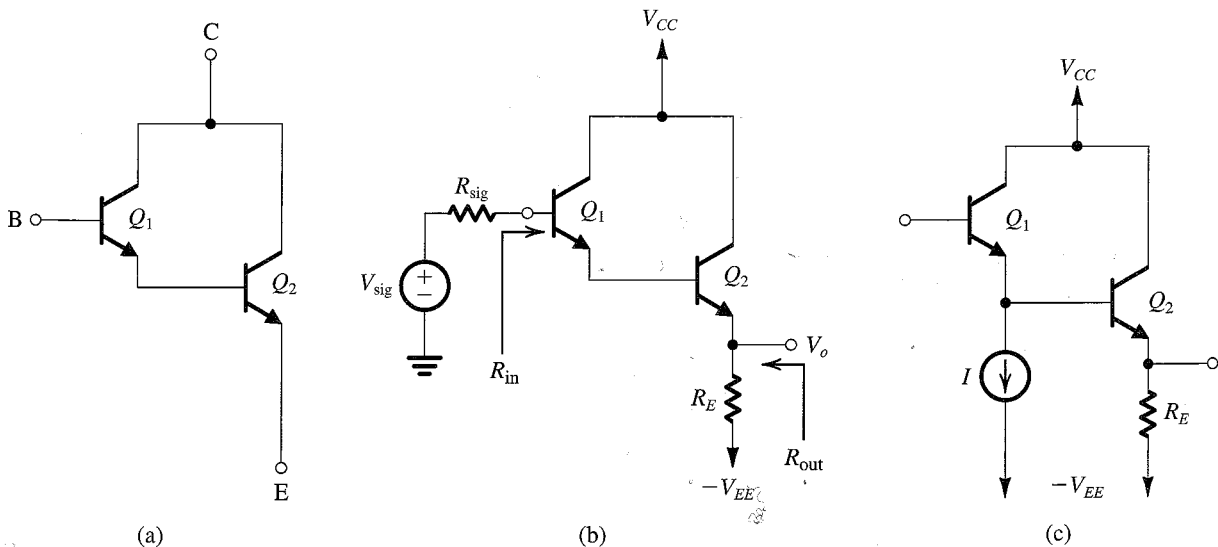 C
B
Q1
Q2
E
(a)
VCC
Rsig
Q1
Vsig
+
−
Q2
Rin
Vo
RE
Rout
−VEE
(b)
VCC
Q1
Q2
I
RE
−VEE
(c)